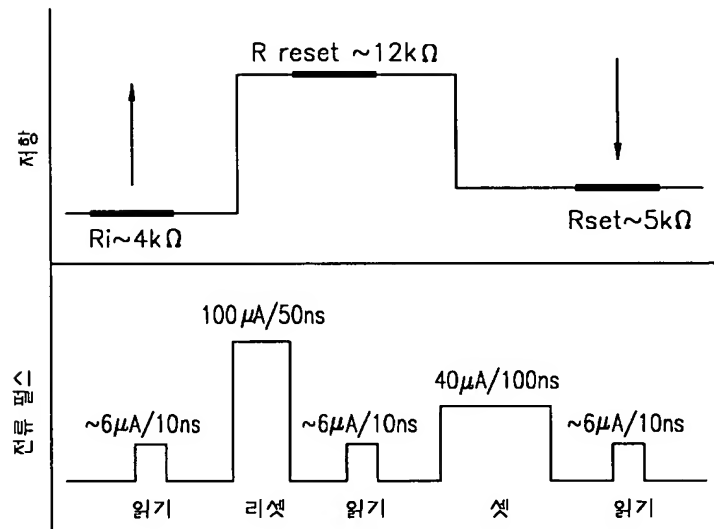 R reset ~12kΩ
저항
Ri~4kΩ
Rset~5kΩ
100μA/50ns
40μA/100ns
전류 펄스
~6μA/10ns
~6μA/10ns
~6μA/10ns
읽기
리셋
읽기
셋
읽기